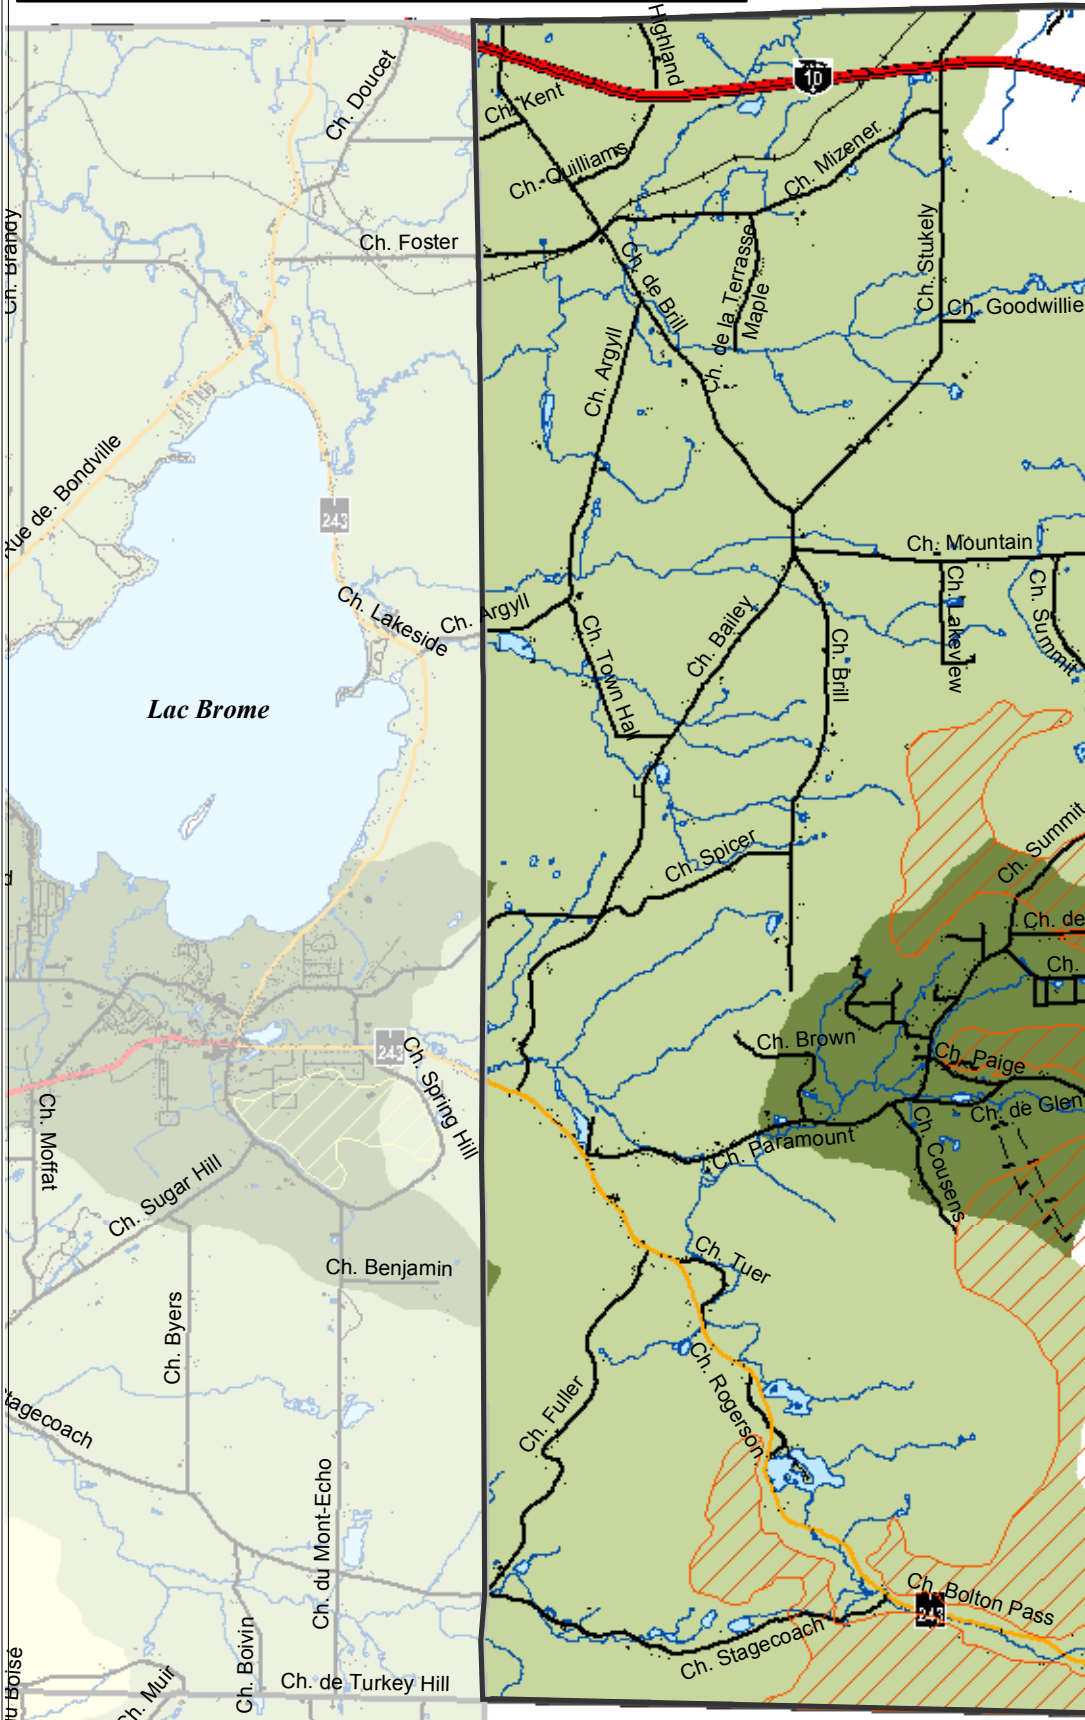 Highland
10
Ch. Doucet
Ch. Kent
Ch. Quilliams
Ch. Mizener
Ch. Brandy
Ch. Foster
Ch. de Brill
Ch. de la Terrasse
Maple
Ch. Stukely
Ch. Goodwillie
Ch. Argyll
Rue de. Bondville
243
Ch. Mountain
Ch. Lakeside
Ch. Argyll
Ch. Bailey
Ch. Lakeview
Ch. Summit
Ch. Town Hall
Ch. Brill
Lac Brome
Ch. Summit
Ch. Spicer
Ch. de
Ch.
243
Ch. Brown
Ch. Paige
Ch. Spring Hill
Ch. de Glen
Ch. Moffat
Ch. Paramount
Ch. Cousens
Ch. Sugar Hill
Ch. Benjamin
Ch. Tuer
Ch. Byers
Ch. Rogerson
Ch. Fuller
tagecoach
Ch. du Mont-Echo
Ch. Bolton Pass
243
Ch. Stagecoach
Ch. Boivin
u Boisé
Ch. Muir
Ch. de Turkey Hill